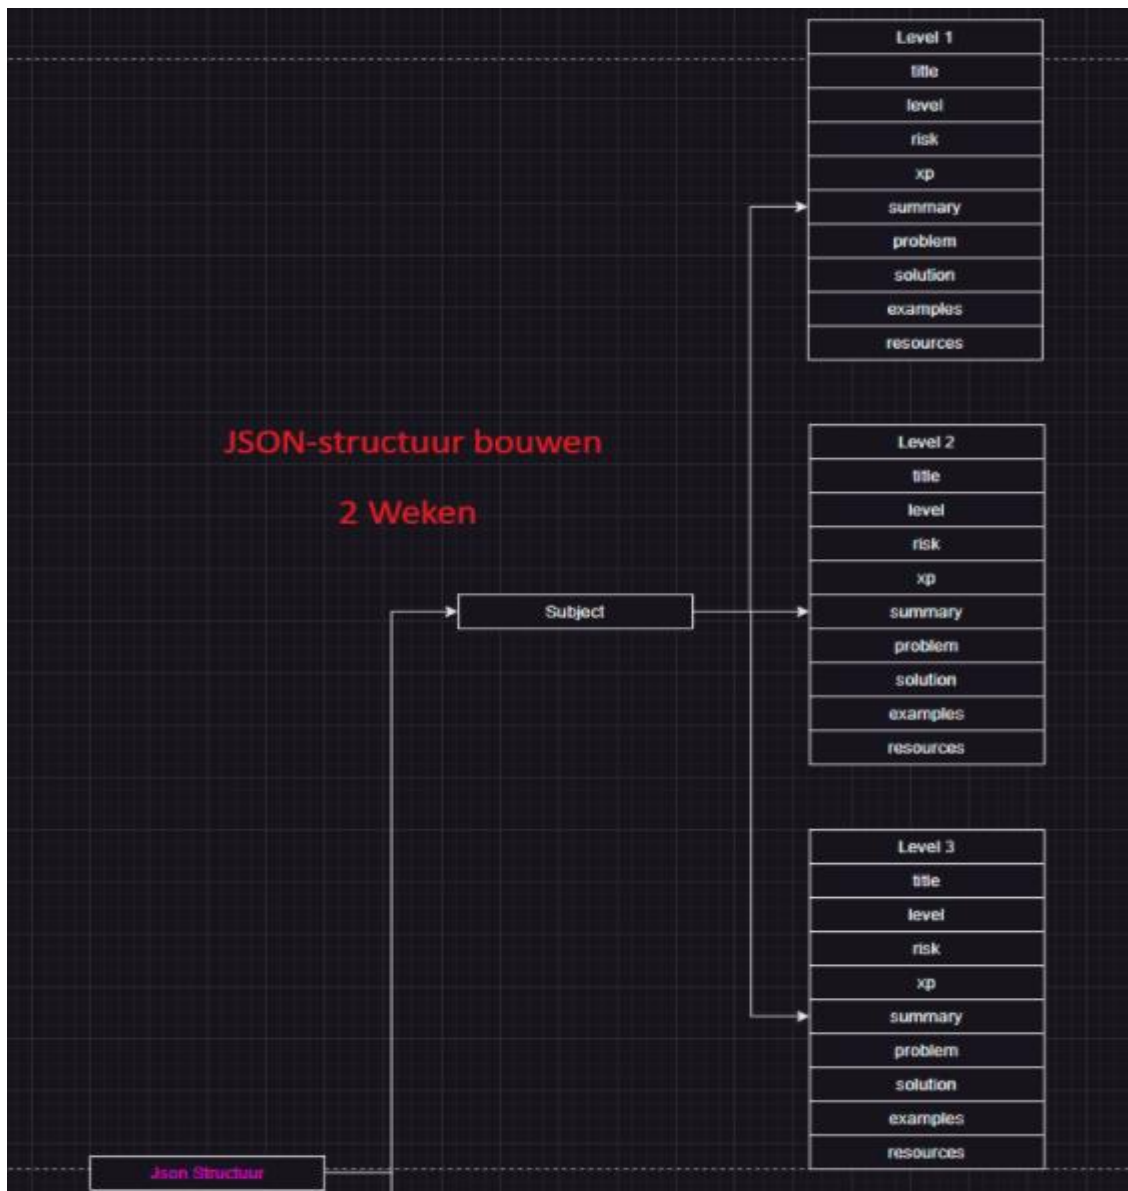 Level 1
title
level
risk
xp
summary
problem
solution
examples
resources
JSON-structuur bouwen
2 Weken
Subject
Level 2
title
level
risk
xp
summary
problem
solution
examples
resources
Level 3
title
level
risk
xp
summary
problem
solution
examples
resources
Json Structuur